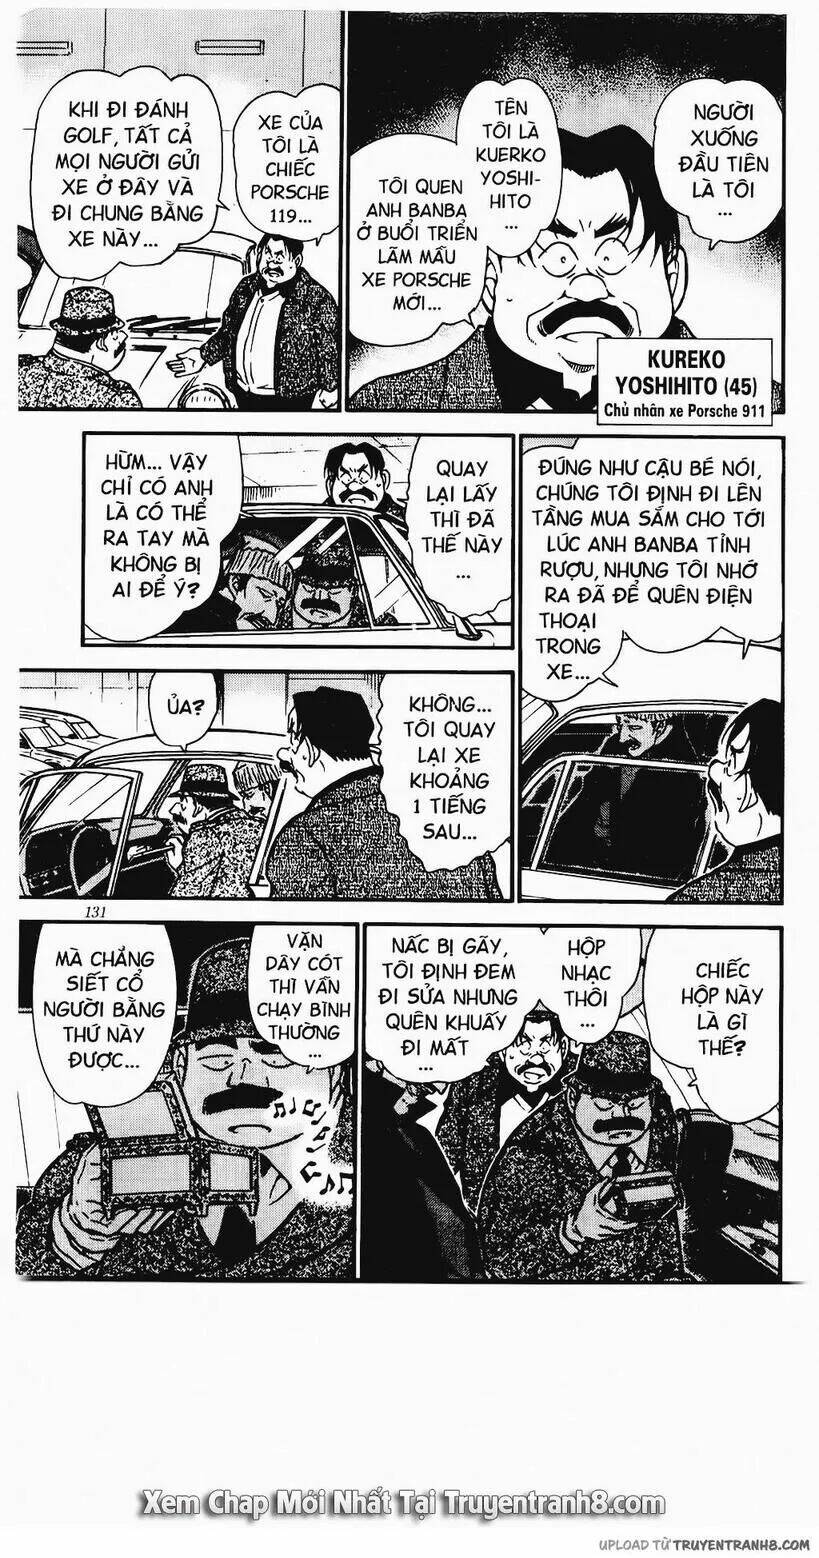 NGƯỜI
XUỐNG
ĐẦU TIÊN
LÀ TÔI
...
TÊN
TÔI LÀ
KUERKO
YOSHI-
HITO
...
TÔI QUEN
ANH BANBA
Ở BUỔI TRIỂN
LÃM MẪU
XE PORSCHE
MỚI...
KUREKO
YOSHIHITO (45)
Chủ nhân xe Porsche 911
XE CỦA
TÔI LÀ
CHIẾC
PORSCHE
119...
KHI ĐI ĐÁNH
GOLF, TẤT CẢ
MỌI NGƯỜI GỬI
XE Ở ĐÂY VÀ
ĐI CHUNG BẰNG
XE NÀY...
ĐÚNG NHƯ CẬU BÉ NÓI,
CHÚNG TÔI ĐỊNH ĐI LÊN
TẦNG MUA SẮM CHO TỚI
LÚC ANH BANBA TỈNH
RƯỢU, NHƯNG TÔI NHỚ
RA ĐÃ ĐỂ QUÊN ĐIỆN
THOẠI
TRONG
XE...
QUAY
LẠI LẤY
THÌ ĐÃ
THẾ NÀY
...
HỪM... VẬY
CHỈ CÓ ANH
LÀ CÓ THỂ
RA TAY MÀ
KHÔNG BỊ
AI ĐỂ Ý?
KHÔNG...
TÔI QUAY
LẠI XE
KHOẢNG
1 TIẾNG
SAU...
ỦA?
131
CHIẾC
HỘP NÀY
LÀ GÌ
THẾ?
HỘP
NHẠC
THÔI
...
NẤC BỊ GÃY,
TÔI ĐỊNH ĐEM
ĐI SỬA NHƯNG
QUÊN KHUẤY
ĐI MẤT
...
VẶN
DÂY CÓT
THÌ VẤN
CHẠY BÌNH
THƯỜNG
...
MÀ CHẲNG
SIẾT CỔ
NGƯỜI BẰNG
THỨ NÀY
ĐƯỢC...
Xem Chap Mới Nhất Tại Truyentranh8.com
UPLOAD TỪ TRUYENTRANH8.COM